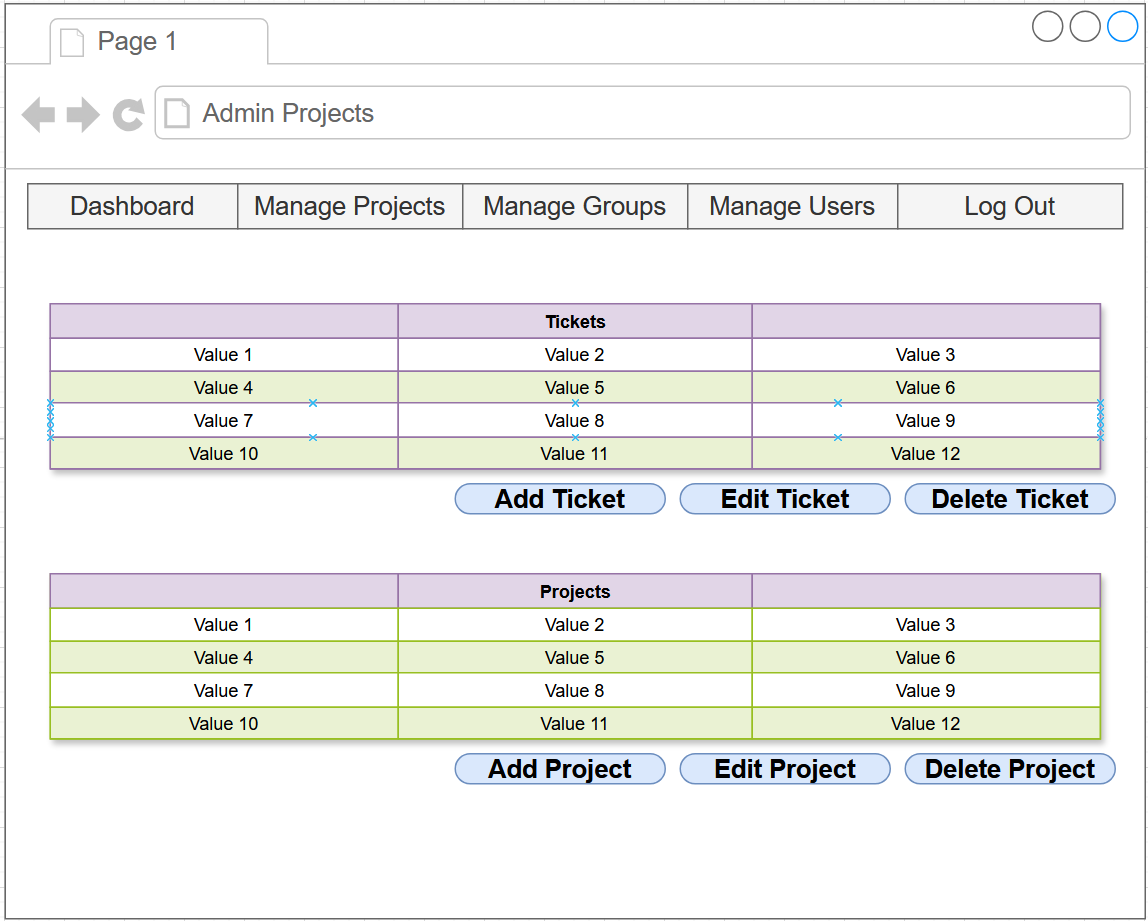 Page 1
Admin Projects
Dashboard Manage Projects Manage Groups Manage Users Log Out
Tickets
Value 1 Value 2 Value 3
Value 4 Value 5 Value 6
Value 7 Value 8 Value 9
Value 10 Value 11 Value 12
Add Ticket Edit Ticket Delete Ticket
Projects
Value 1 Value 2 Value 3
Value 4 Value 5 Value 6
Value 7 Value 8 Value 9
Value 10 Value 11 Value 12
Add Project Edit Project Delete Project